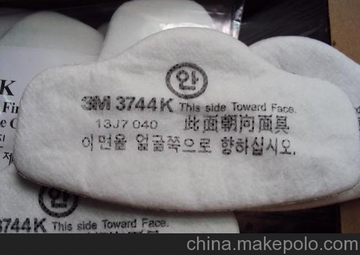 안
3M 3744K This side Toward Face.
13J7 040 此面朝向面具
이면을 얼굴쪽으로 향하십시오.
K
3744K This side Toward Face.
china.makepolo.com